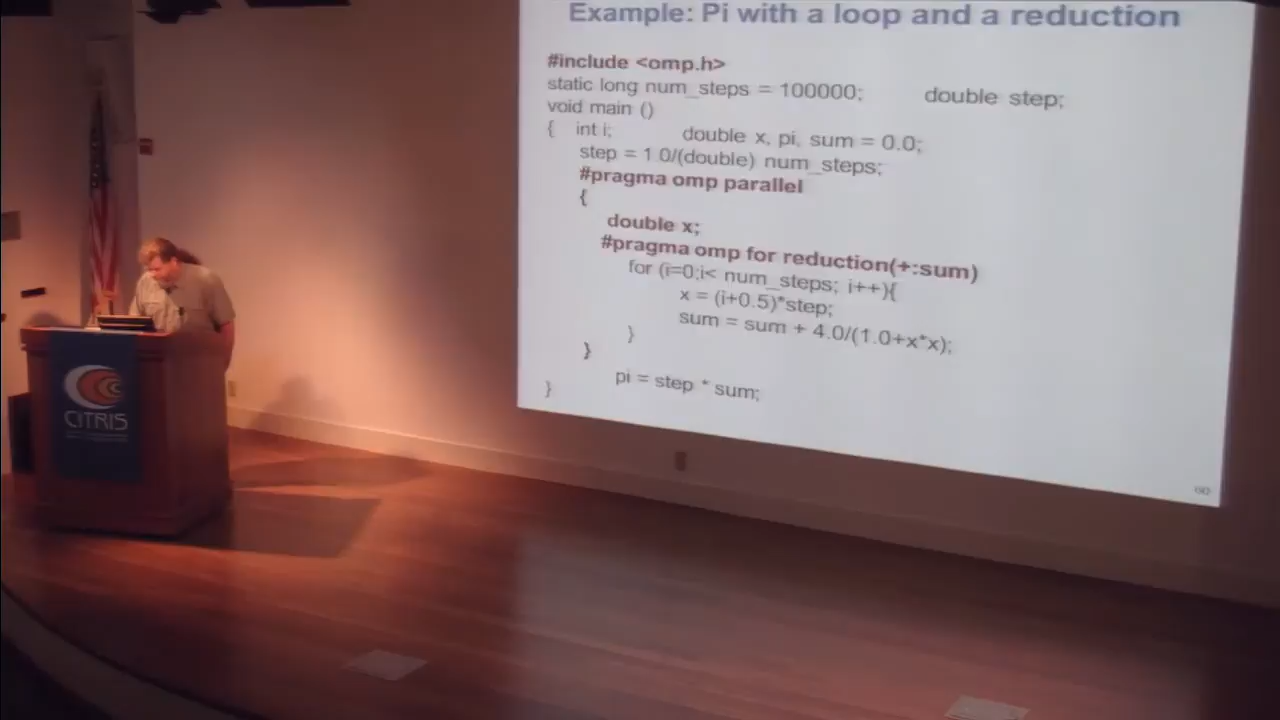 Example: Pi with a loop and a reduction
#include <omp.h>
static long num_steps = 100000; double step;
void main ()
{ int i; double x, pi, sum = 0.0;
step = 1.0/(double) num_steps;
#pragma omp parallel
{
double x;
#pragma omp for reduction(+:sum)
for (i=0;i< num_steps; i++){
x = (i+0.5)*step;
sum = sum + 4.0/(1.0+x*x);
}
}
pi = step * sum;
}
60
CITRIS